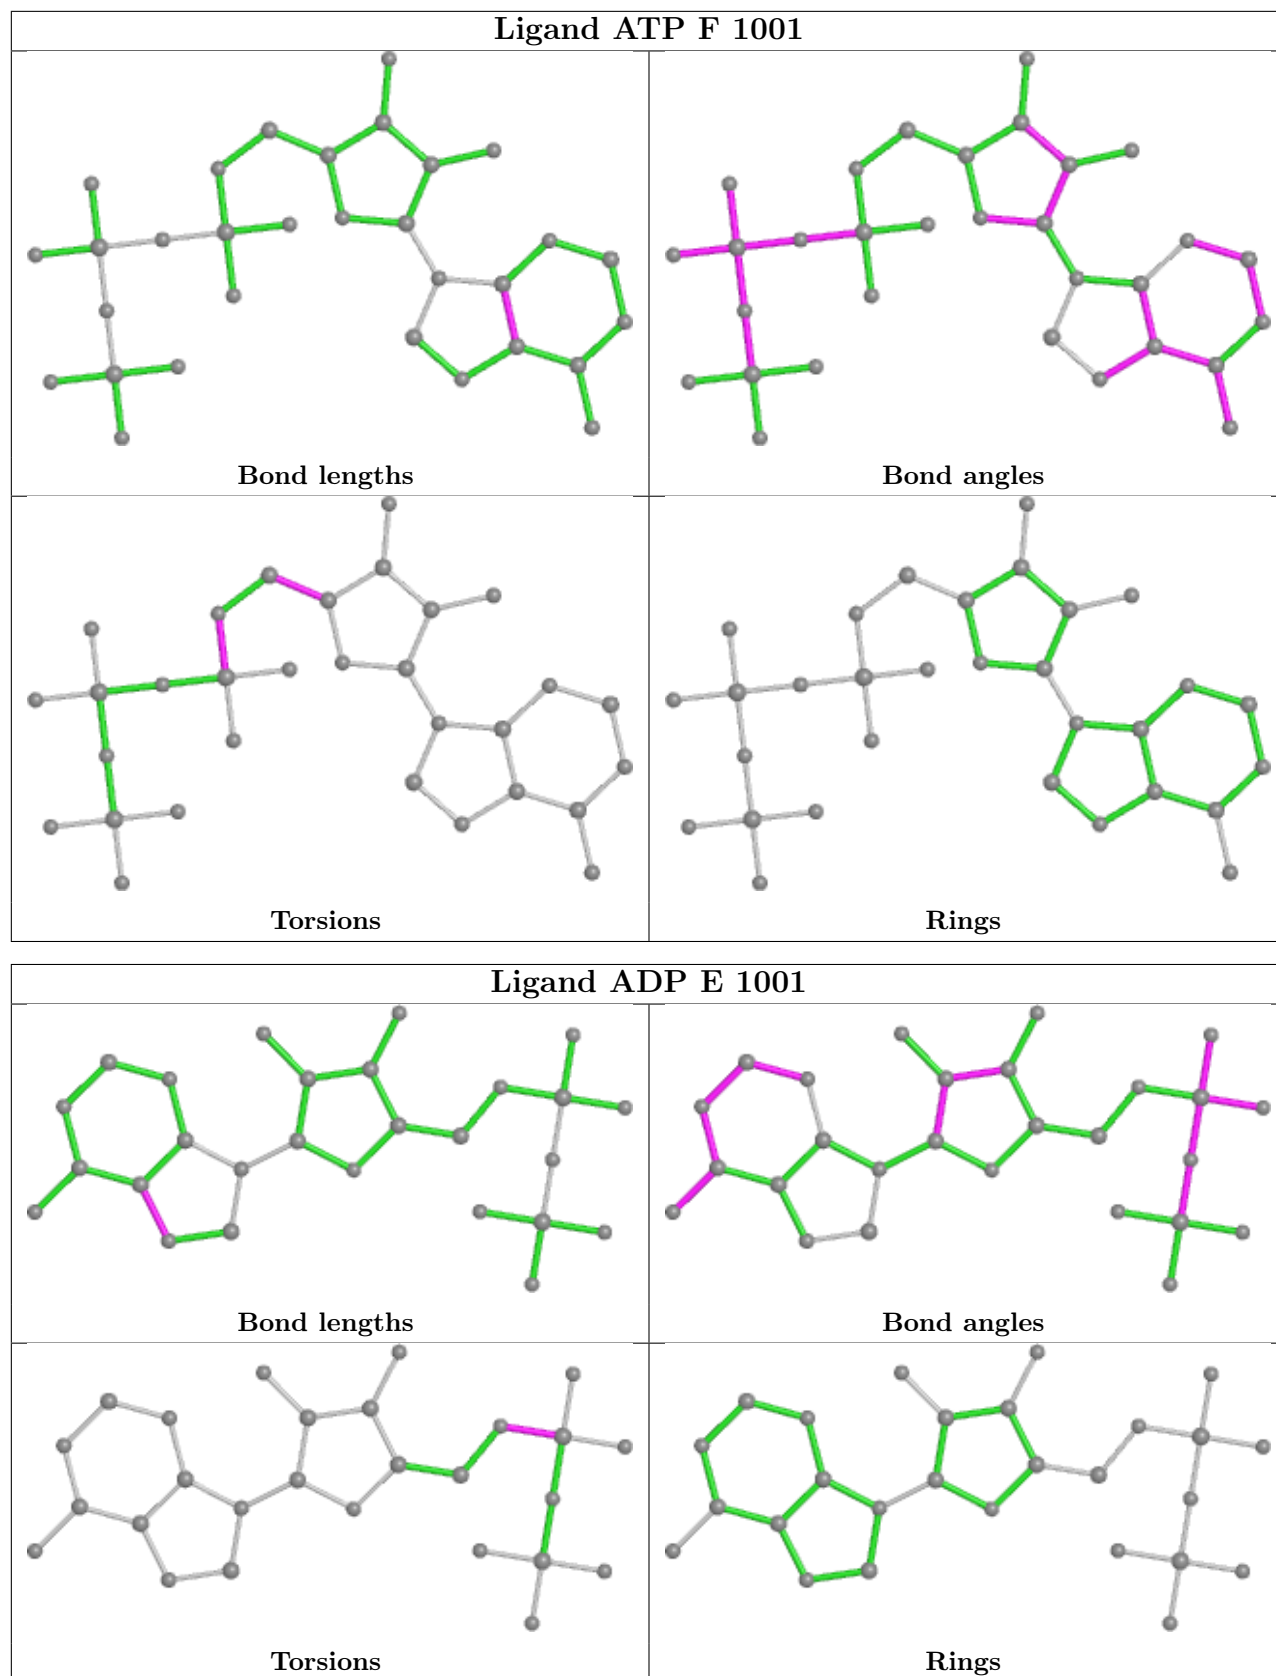 Ligand ATP F 1001
Bond lengths
Bond angles
Torsions
Rings
Ligand ADP E 1001
Bond lengths
Bond angles
Torsions
Rings